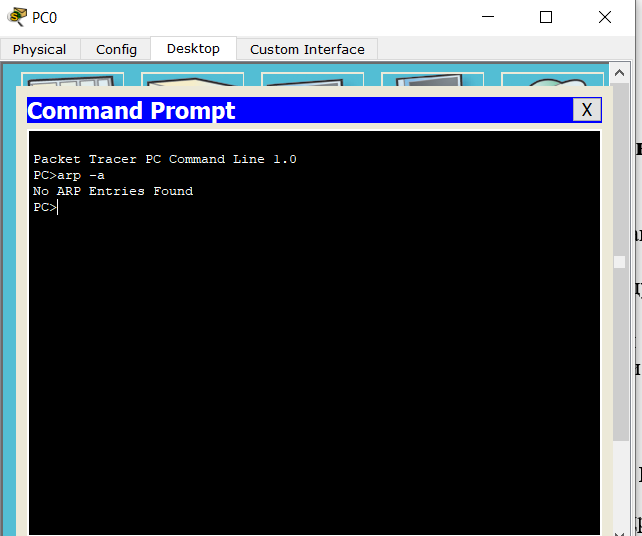 PC0
Physical Config Desktop Custom Interface
Command Prompt X
Packet Tracer PC Command Line 1.0
PC>arp -a
No ARP Entries Found
PC>